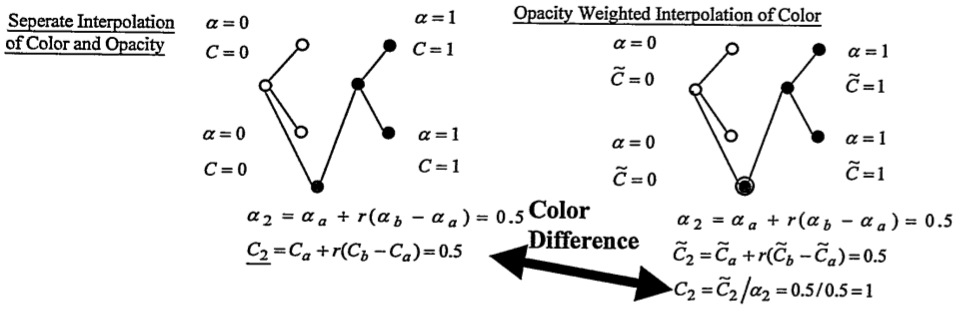 Seperate Interpolation
of Color and Opacity
α = 0
C = 0
α = 1
C = 1
α = 0
C = 0
α = 1
C = 1
α₂ = αₐ + r(α_b − αₐ) = 0.5
C₂ = Cₐ + r(C_b − Cₐ) = 0.5
Color
Difference
Opacity Weighted Interpolation of Color
α = 0
C̃ = 0
α = 1
C̃ = 1
α = 0
C̃ = 0
α = 1
C̃ = 1
α₂ = αₐ + r(α_b − αₐ) = 0.5
C̃₂ = C̃ₐ + r(C̃_b − C̃ₐ) = 0.5
C₂ = C̃₂/α₂ = 0.5/0.5 = 1